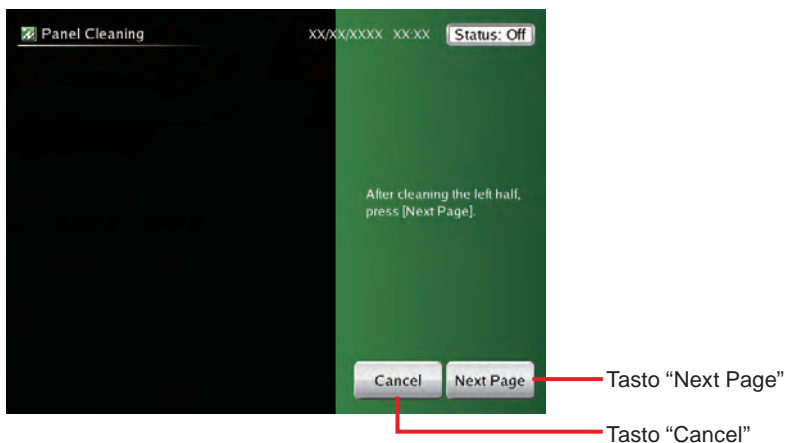 Panel Cleaning
XX/XX/XXXX XX:XX
Status: Off
After cleaning the left half,
press [Next Page].
Cancel
Next Page
Tasto “Next Page”
Tasto “Cancel”